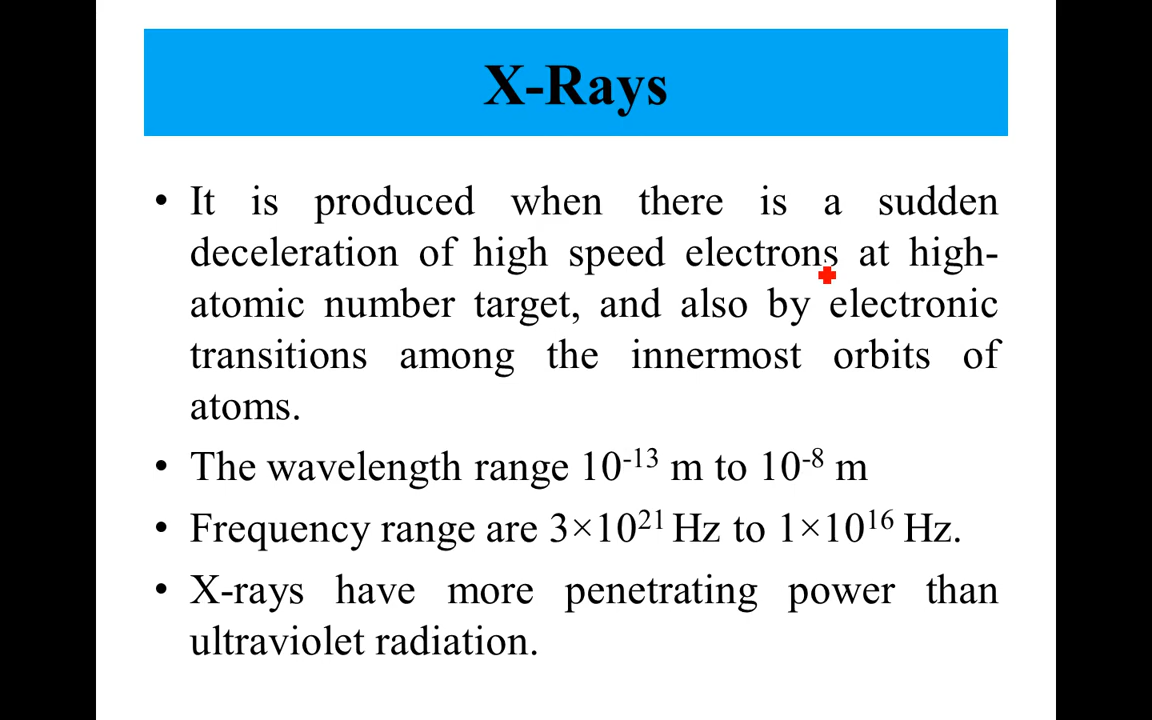 X-Rays
• It is produced when there is a sudden
deceleration of high speed electrons at high-
atomic number target, and also by electronic
transitions among the innermost orbits of
atoms.
• The wavelength range 10⁻¹³ m to 10⁻⁸ m
• Frequency range are 3×10²¹ Hz to 1×10¹⁶ Hz.
• X-rays have more penetrating power than
ultraviolet radiation.